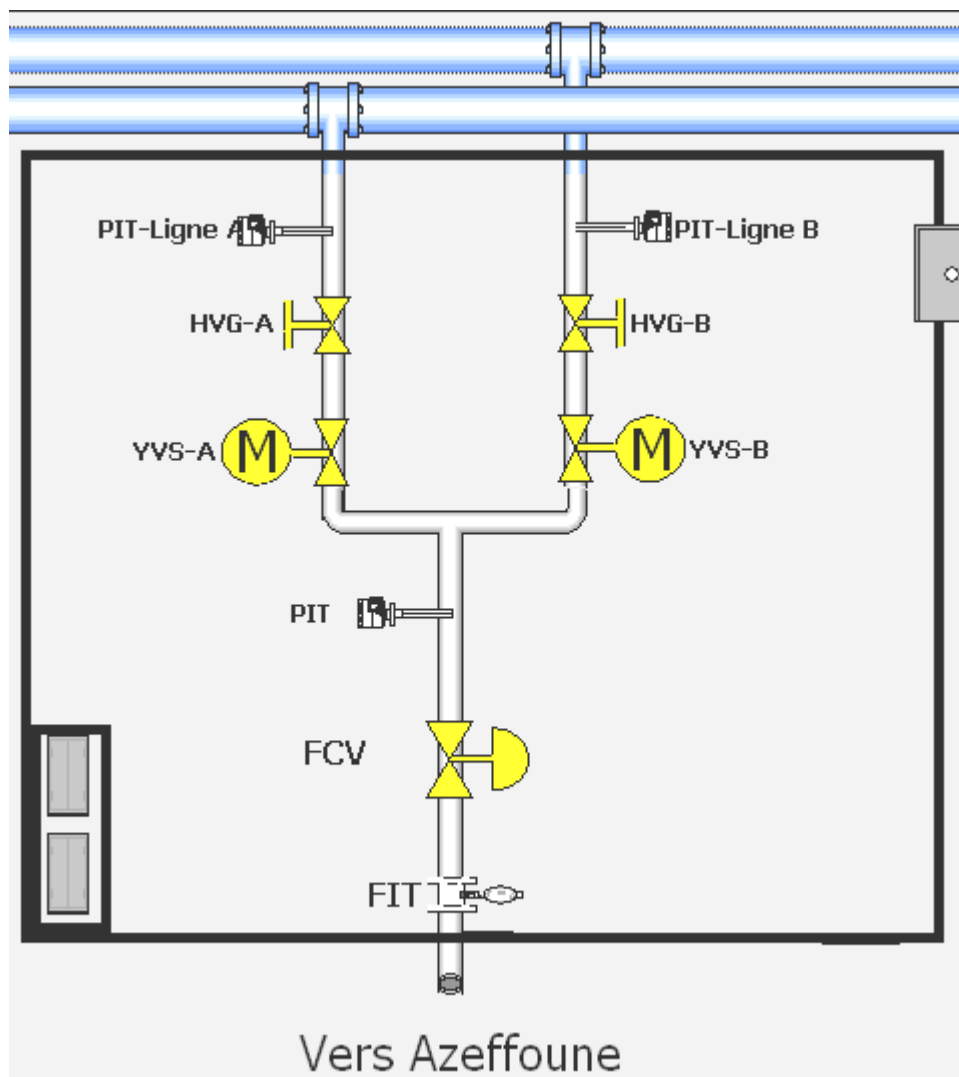 PIT-Ligne A
PIT-Ligne B
HVG-A
HVG-B
YVS-A
M
M
YVS-B
PIT
FCV
FIT
Vers Azeffoune